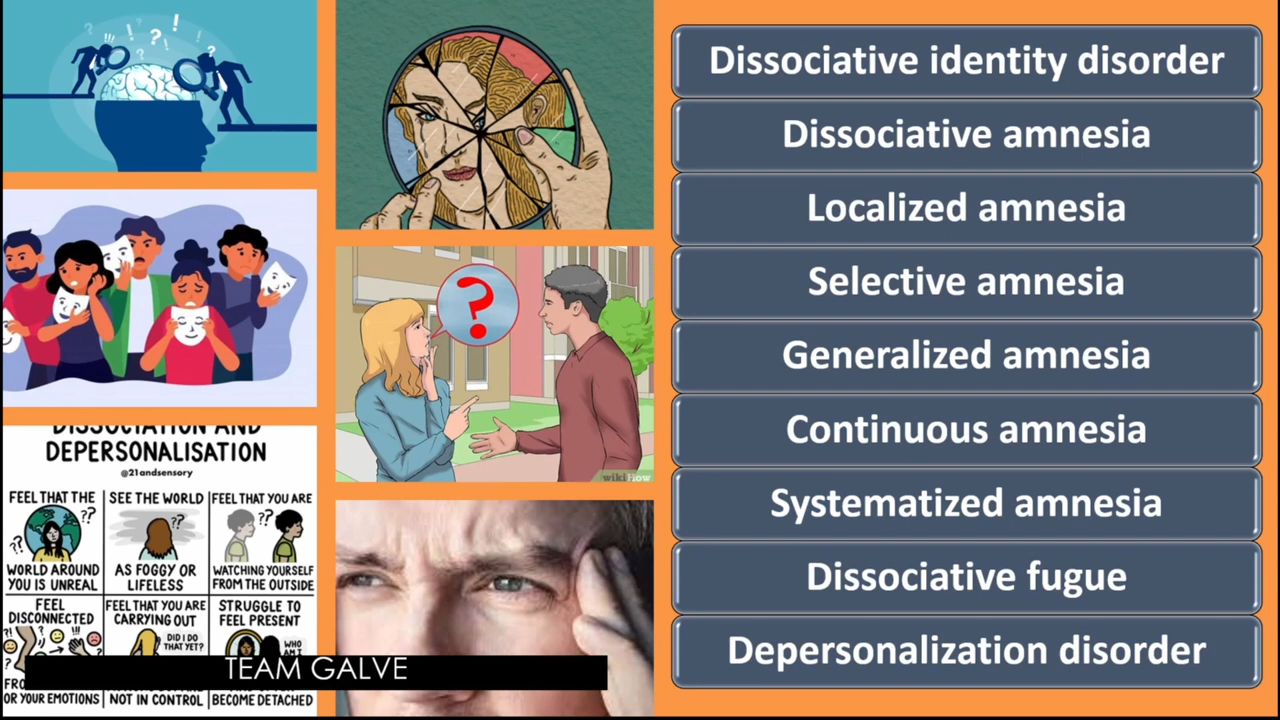 DISSOCIATION AND
DEPERSONALISATION
@21andsensory
FEEL THAT THE
??
??
WORLD AROUND
YOU IS UNREAL
SEE THE WORLD
??
AS FOGGY OR
LIFELESS
FEEL THAT YOU ARE
??
WATCHING YOURSELF
FROM THE OUTSIDE
FEEL
DISCONNECTED
?!
!!!
FRO
OR YOUR EMOTIONS
FEEL THAT YOU ARE
CARRYING OUT
DID I DO
THAT YET?
NOT IN CONTROL
STRUGGLE TO
FEEL PRESENT
WHO
BECOME DETACHED
TEAM GALVE
? ! ? ! ?
?
wikiHow
Dissociative identity disorder
Dissociative amnesia
Localized amnesia
Selective amnesia
Generalized amnesia
Continuous amnesia
Systematized amnesia
Dissociative fugue
Depersonalization disorder